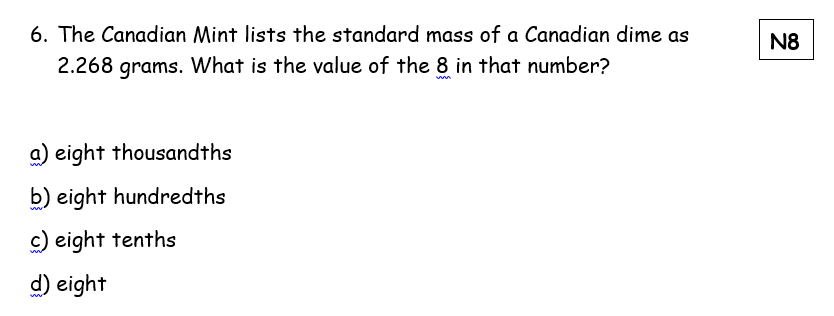 6. The Canadian Mint lists the standard mass of a Canadian dime as
2.268 grams. What is the value of the 8 in that number?
N8
a) eight thousandths
b) eight hundredths
c) eight tenths
d) eight